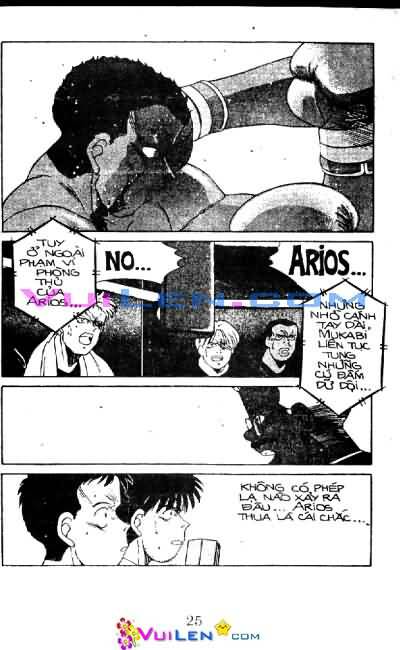 TUY
Ở NGOÀI
PHẠM VI
PHÒNG
THỦ
CỦA
ARIOS...
NO...
ARIOS...
NHƯNG
NHỜ CÁNH
TAY DÀI,
MUKABI
LIÊN TỤC
TUNG
NHỮNG
CÚ ĐẤM
DỮ DỘI...
VUILEN.COM
KHÔNG CÓ PHÉP
LẠ NÀO XẢY RA
ĐÂU... ARIOS
THUA LÀ CÁI CHẮC...
25
VUILEN.COM